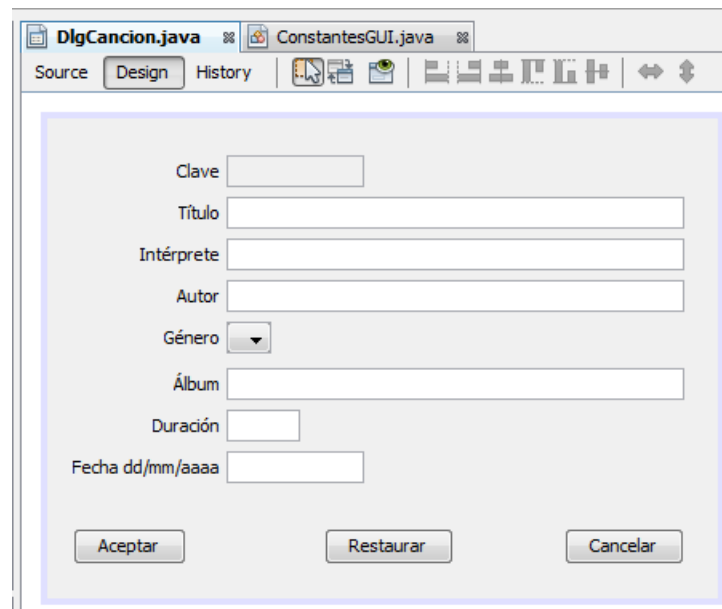 DlgCancion.java ConstantesGUI.java
Source Design History
Clave
Título
Intérprete
Autor
Género
Álbum
Duración
Fecha dd/mm/aaaa
Aceptar Restaurar Cancelar